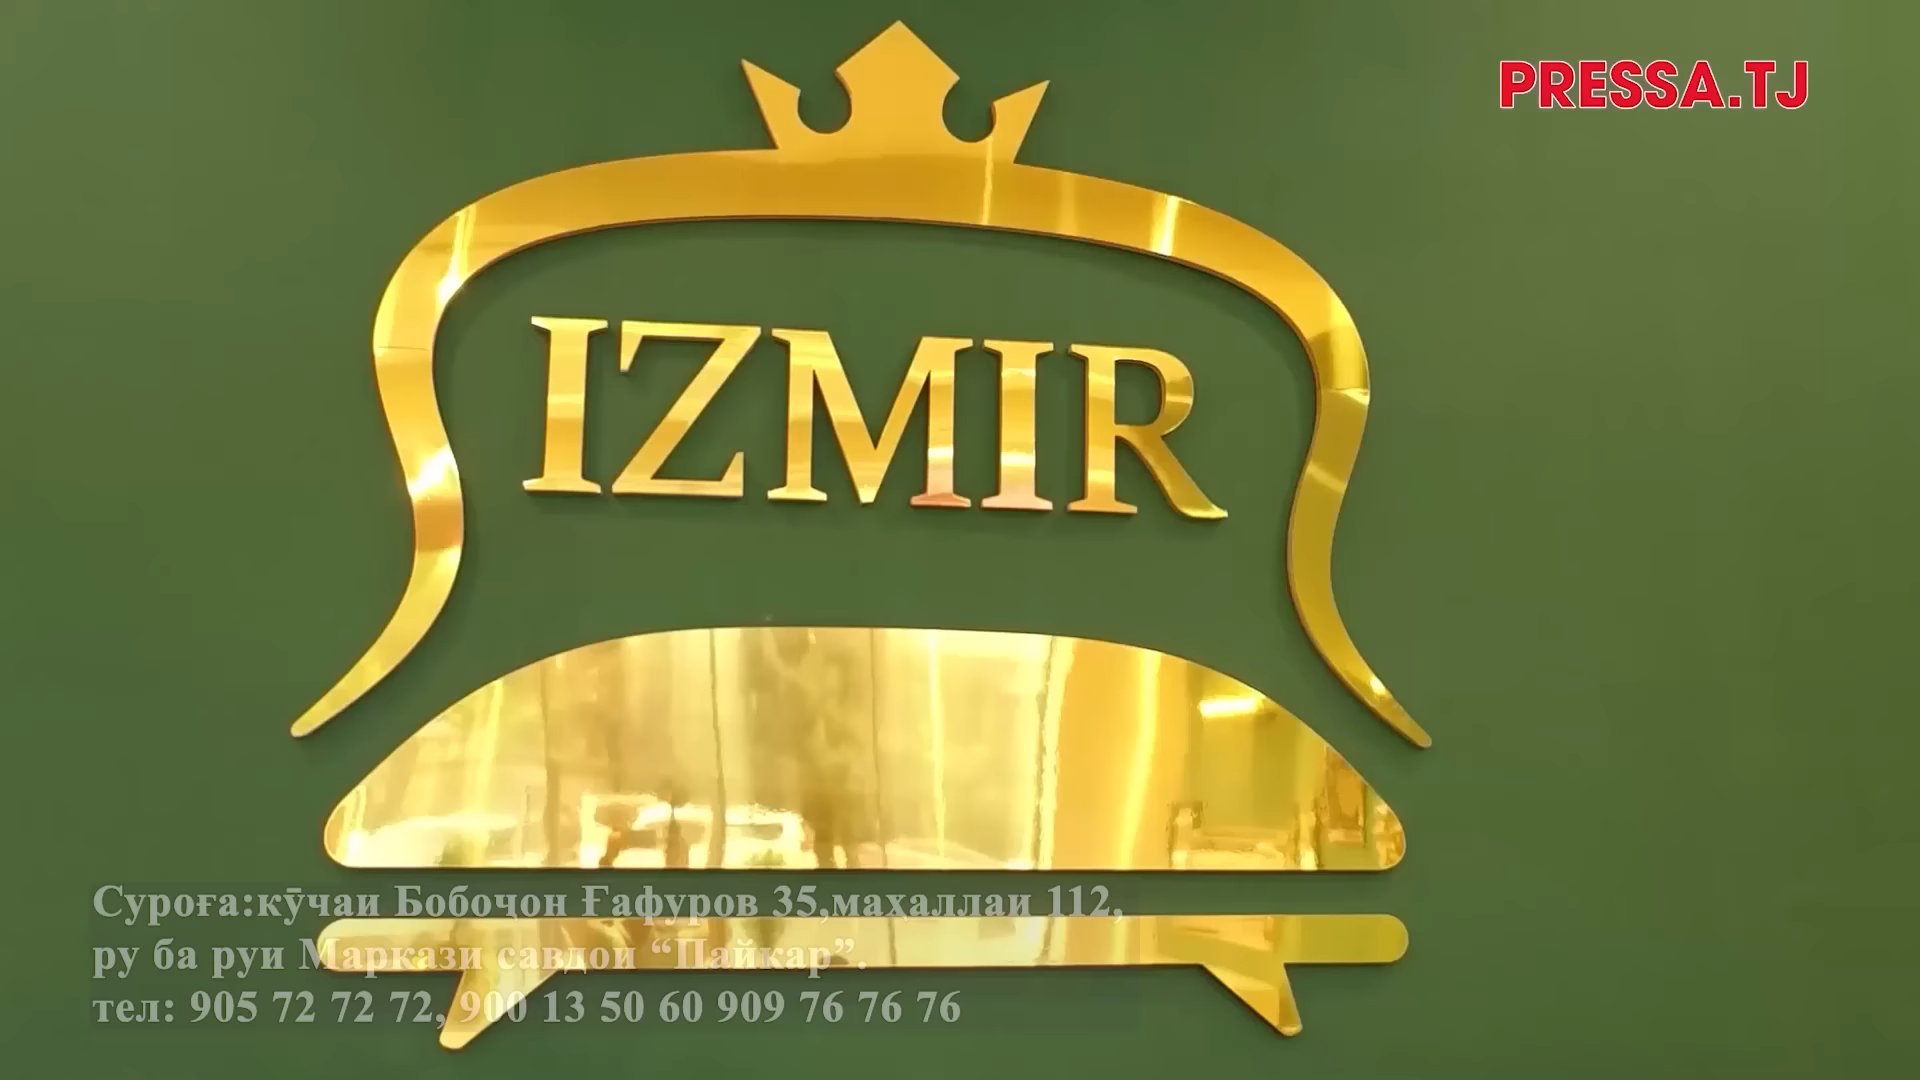 PRESSA.TJ
IZMIR
Суроға:кӯчаи Бобоҷон Ғафуров 35,маҳаллаи 112,
ру ба руи Маркази савдои “Пайкар”.
тел: 905 72 72 72, 900 13 50 60 909 76 76 76